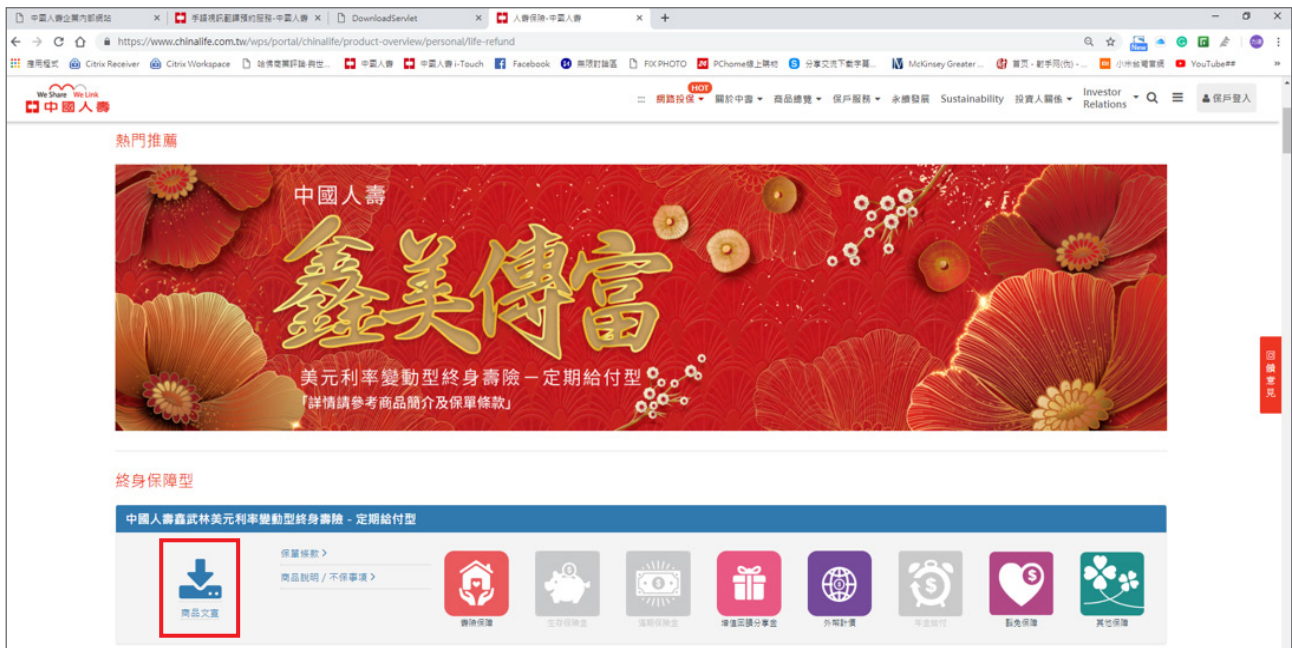 中國人壽企業內部網站
手語視訊翻譯預約服務-中國人壽
DownloadServlet
人壽保險-中國人壽
https://www.chinalife.com.tw/wps/portal/chinalife/product-overview/personal/life-refund
New
應用程式 Citrix Receiver Citrix Workspace 中國人壽 中國人壽 i-Touch Facebook 無限討論區 FIX PHOTO PChome線上購物 McKinsey Greater ... YouTube##
We Share We Link
中國人壽
HOT
::: 網路投保 關於中壽 商品總覽 保戶服務 永續發展 Sustainability 投資人關係 Investor Relations 保戶登入
熱門推薦
中國人壽
鑫美傳富
美元利率變動型終身壽險－定期給付型
「詳情請參考商品簡介及保單條款」
回饋意見
終身保障型
中國人壽鑫武林美元利率變動型終身壽險 - 定期給付型
保單條款 >
商品說明 / 不保事項 >
商品文宣
壽險保障 生存保險金 滿期保險金 增值回饋分享金 外幣計價 年金給付 豁免保障 其他保障